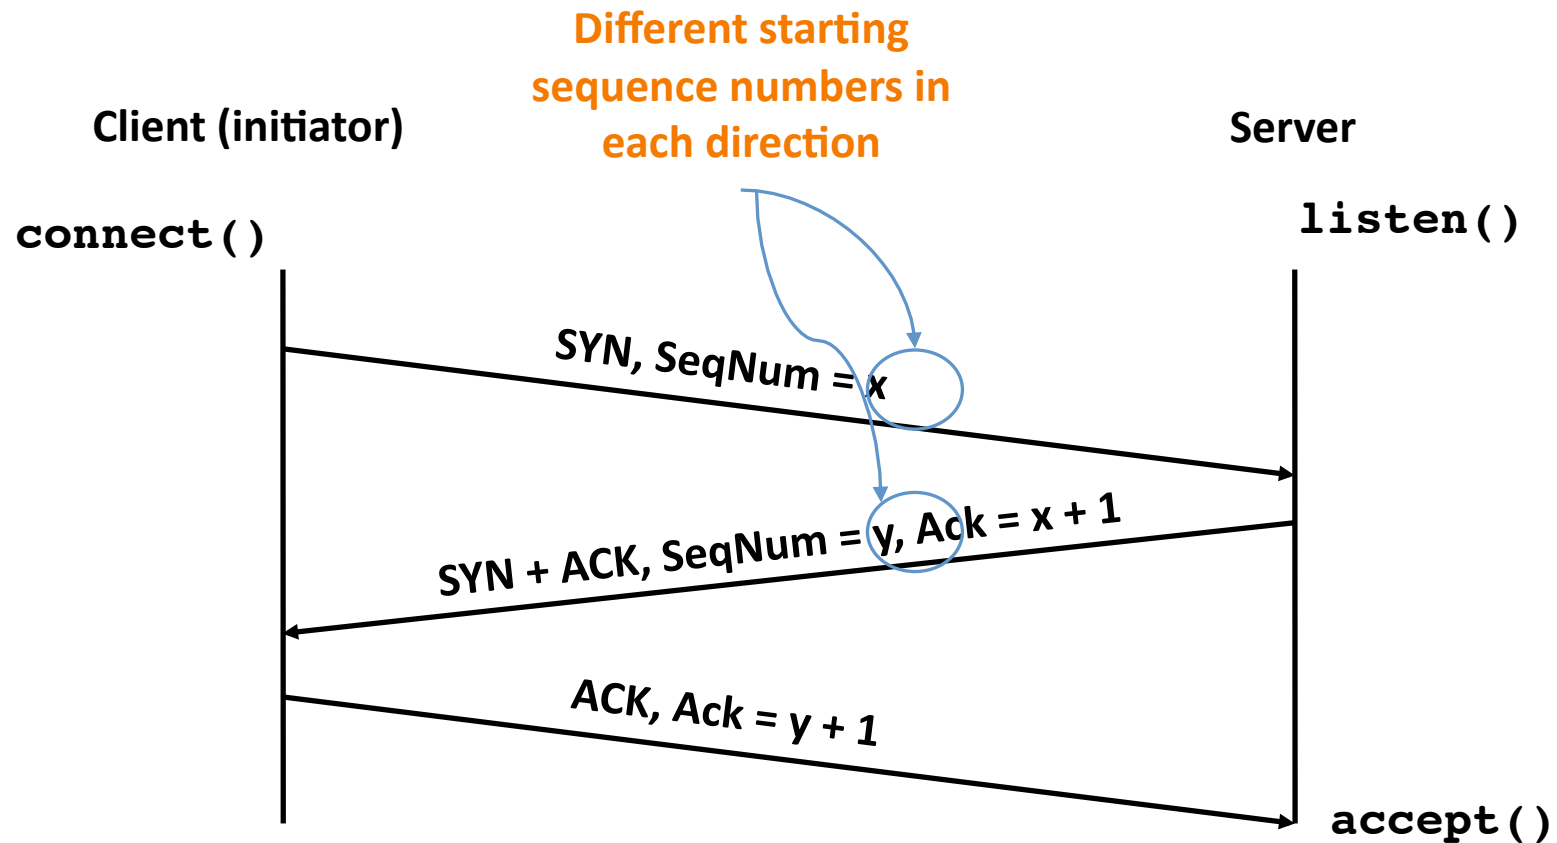 Different starting
sequence numbers in
each direction
Client (initiator)
Server
connect()
listen()
SYN, SeqNum = x
SYN + ACK, SeqNum = y, Ack = x + 1
ACK, Ack = y + 1
accept()